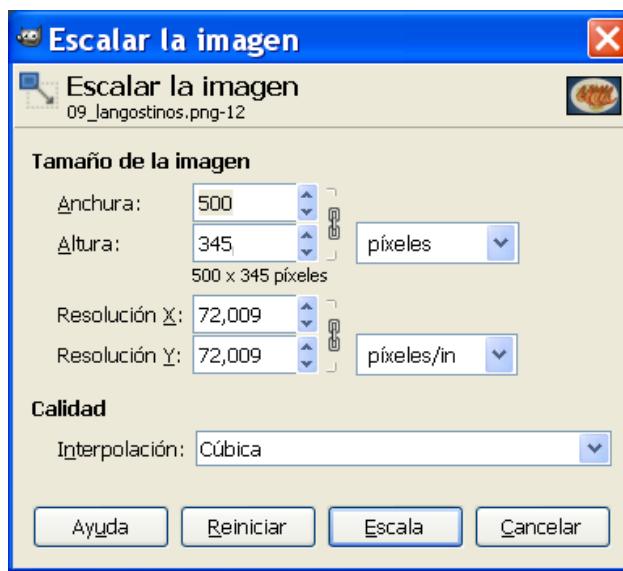 Escalar la imagen
Escalar la imagen
09_langostinos.png-12
Tamaño de la imagen
Anchura: 500
Altura: 345 píxeles
500 x 345 píxeles
Resolución X: 72,009
Resolución Y: 72,009 píxeles/in
Calidad
Interpolación: Cúbica
Ayuda Reiniciar Escala Cancelar